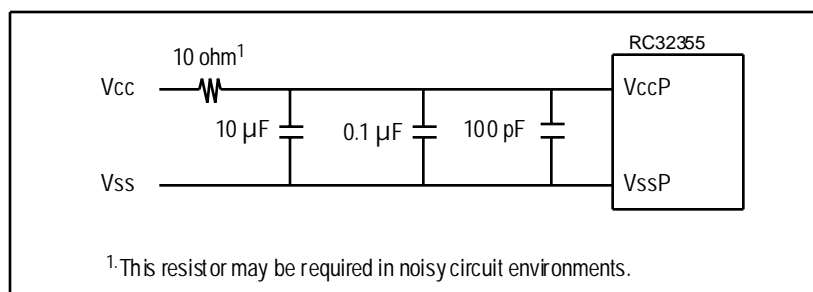 RC32355
10 ohm1
Vcc
VccP
10 µF
0.1 µF
100 pF
Vss
VssP
1. This resistor may be required in noisy circuit environments.